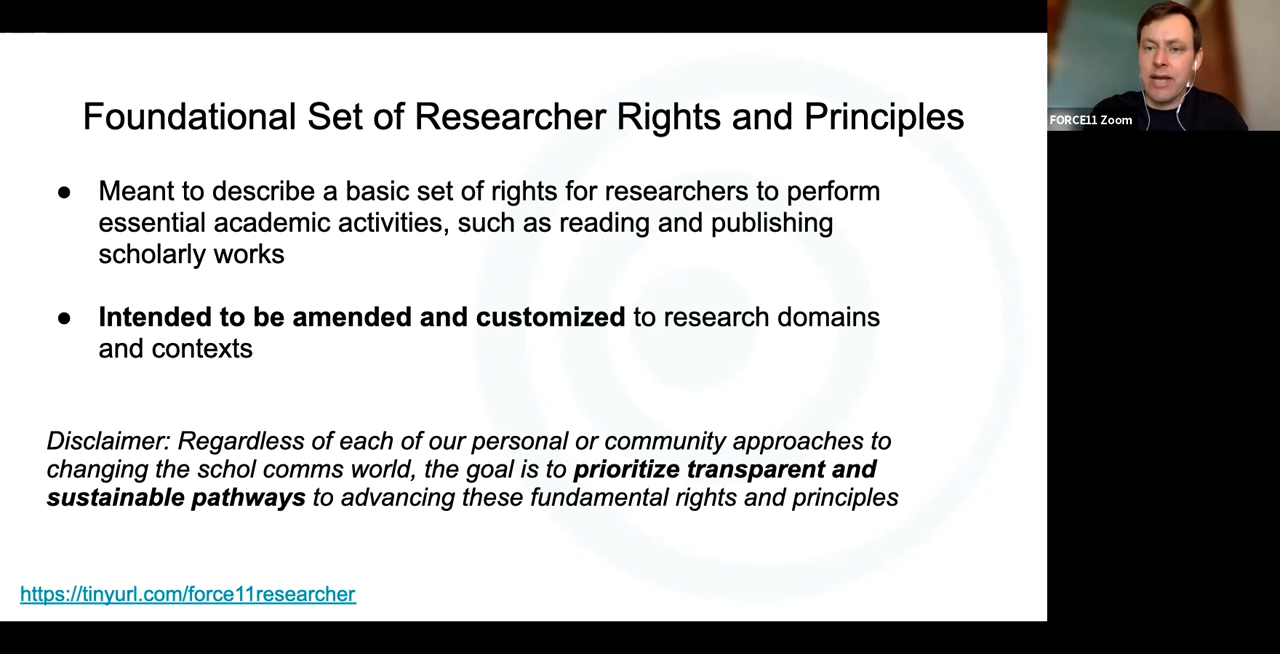 Foundational Set of Researcher Rights and Principles
● Meant to describe a basic set of rights for researchers to perform
essential academic activities, such as reading and publishing
scholarly works
● Intended to be amended and customized to research domains
and contexts
Disclaimer: Regardless of each of our personal or community approaches to
changing the schol comms world, the goal is to prioritize transparent and
sustainable pathways to advancing these fundamental rights and principles
https://tinyurl.com/force11researcher
FORCE11 Zoom